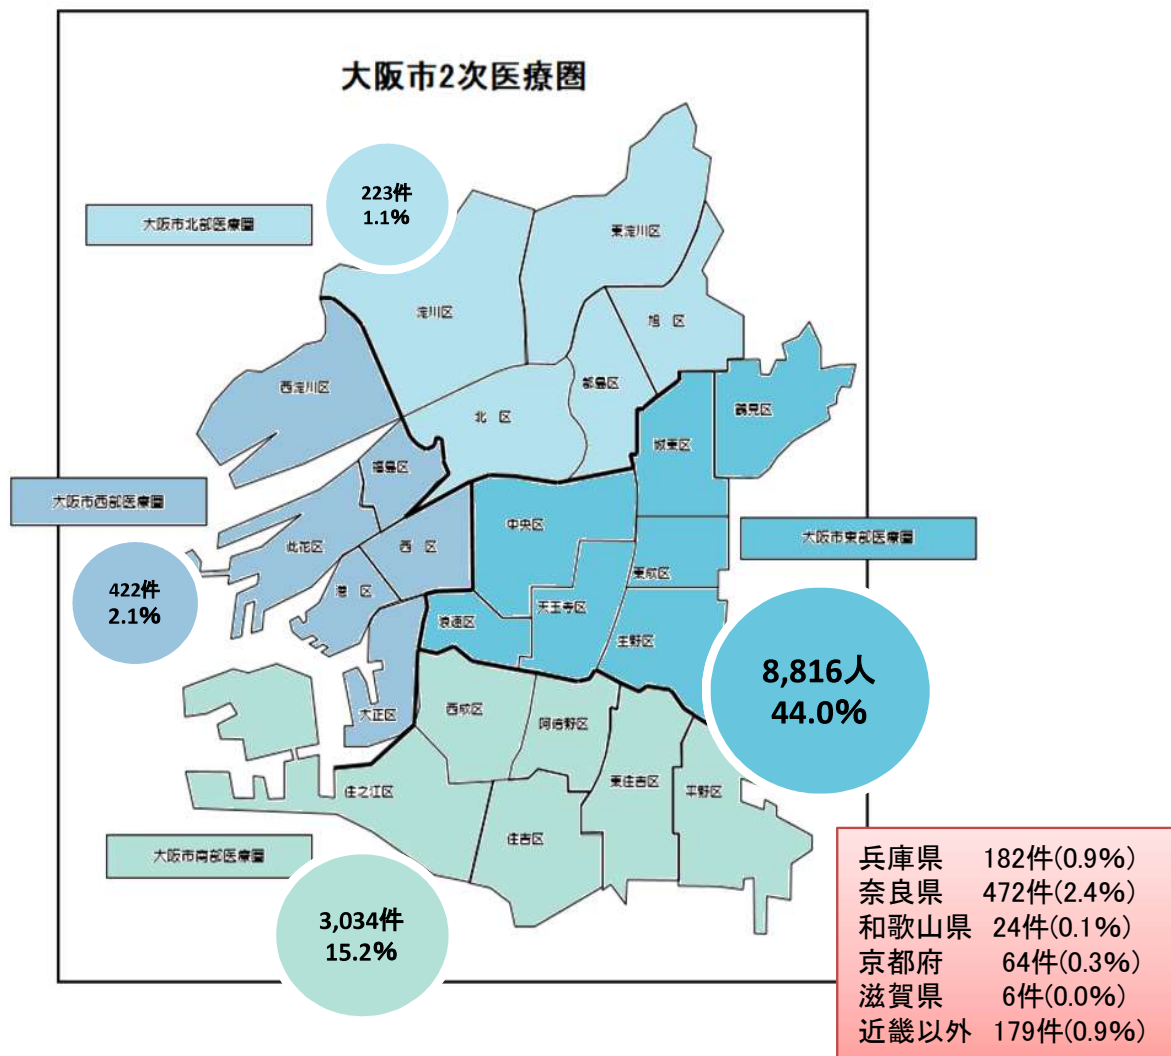 大阪市2次医療圏
223件
1.1%
大阪市北部医療圏
東淀川区
淀川区
旭 区
都島区
西淀川区
北 区
鶴見区
城東区
福島区
大阪市西部医療圏
中央区
大阪市東部医療圏
此花区
西 区
東成区
422件
2.1%
港 区
天王寺区
浪速区
生野区
8,816人
44.0%
西成区
大正区
阿倍野区
東住吉区
住之江区
平野区
住吉区
大阪市南部医療圏
3,034件
15.2%
兵庫県 182件(0.9%)
奈良県 472件(2.4%)
和歌山県 24件(0.1%)
京都府 64件(0.3%)
滋賀県 6件(0.0%)
近畿以外 179件(0.9%)